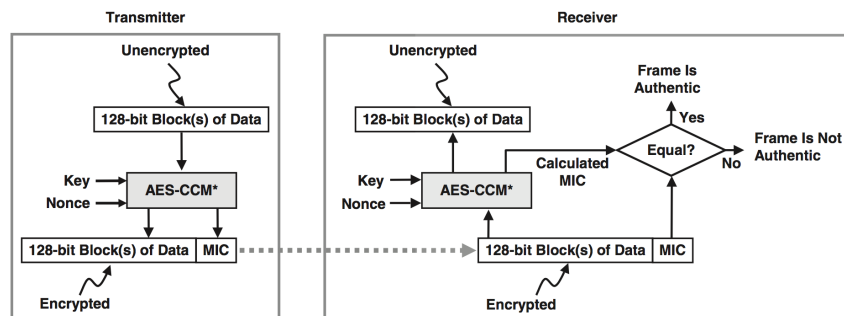 Transmitter
Unencrypted
128-bit Block(s) of Data
Key
Nonce
AES-CCM*
128-bit Block(s) of Data
MIC
Encrypted
Receiver
Unencrypted
128-bit Block(s) of Data
Key
Nonce
AES-CCM*
Calculated
MIC
Frame Is
Authentic
Yes
Equal?
No
Frame Is Not
Authentic
128-bit Block(s) of Data
MIC
Encrypted